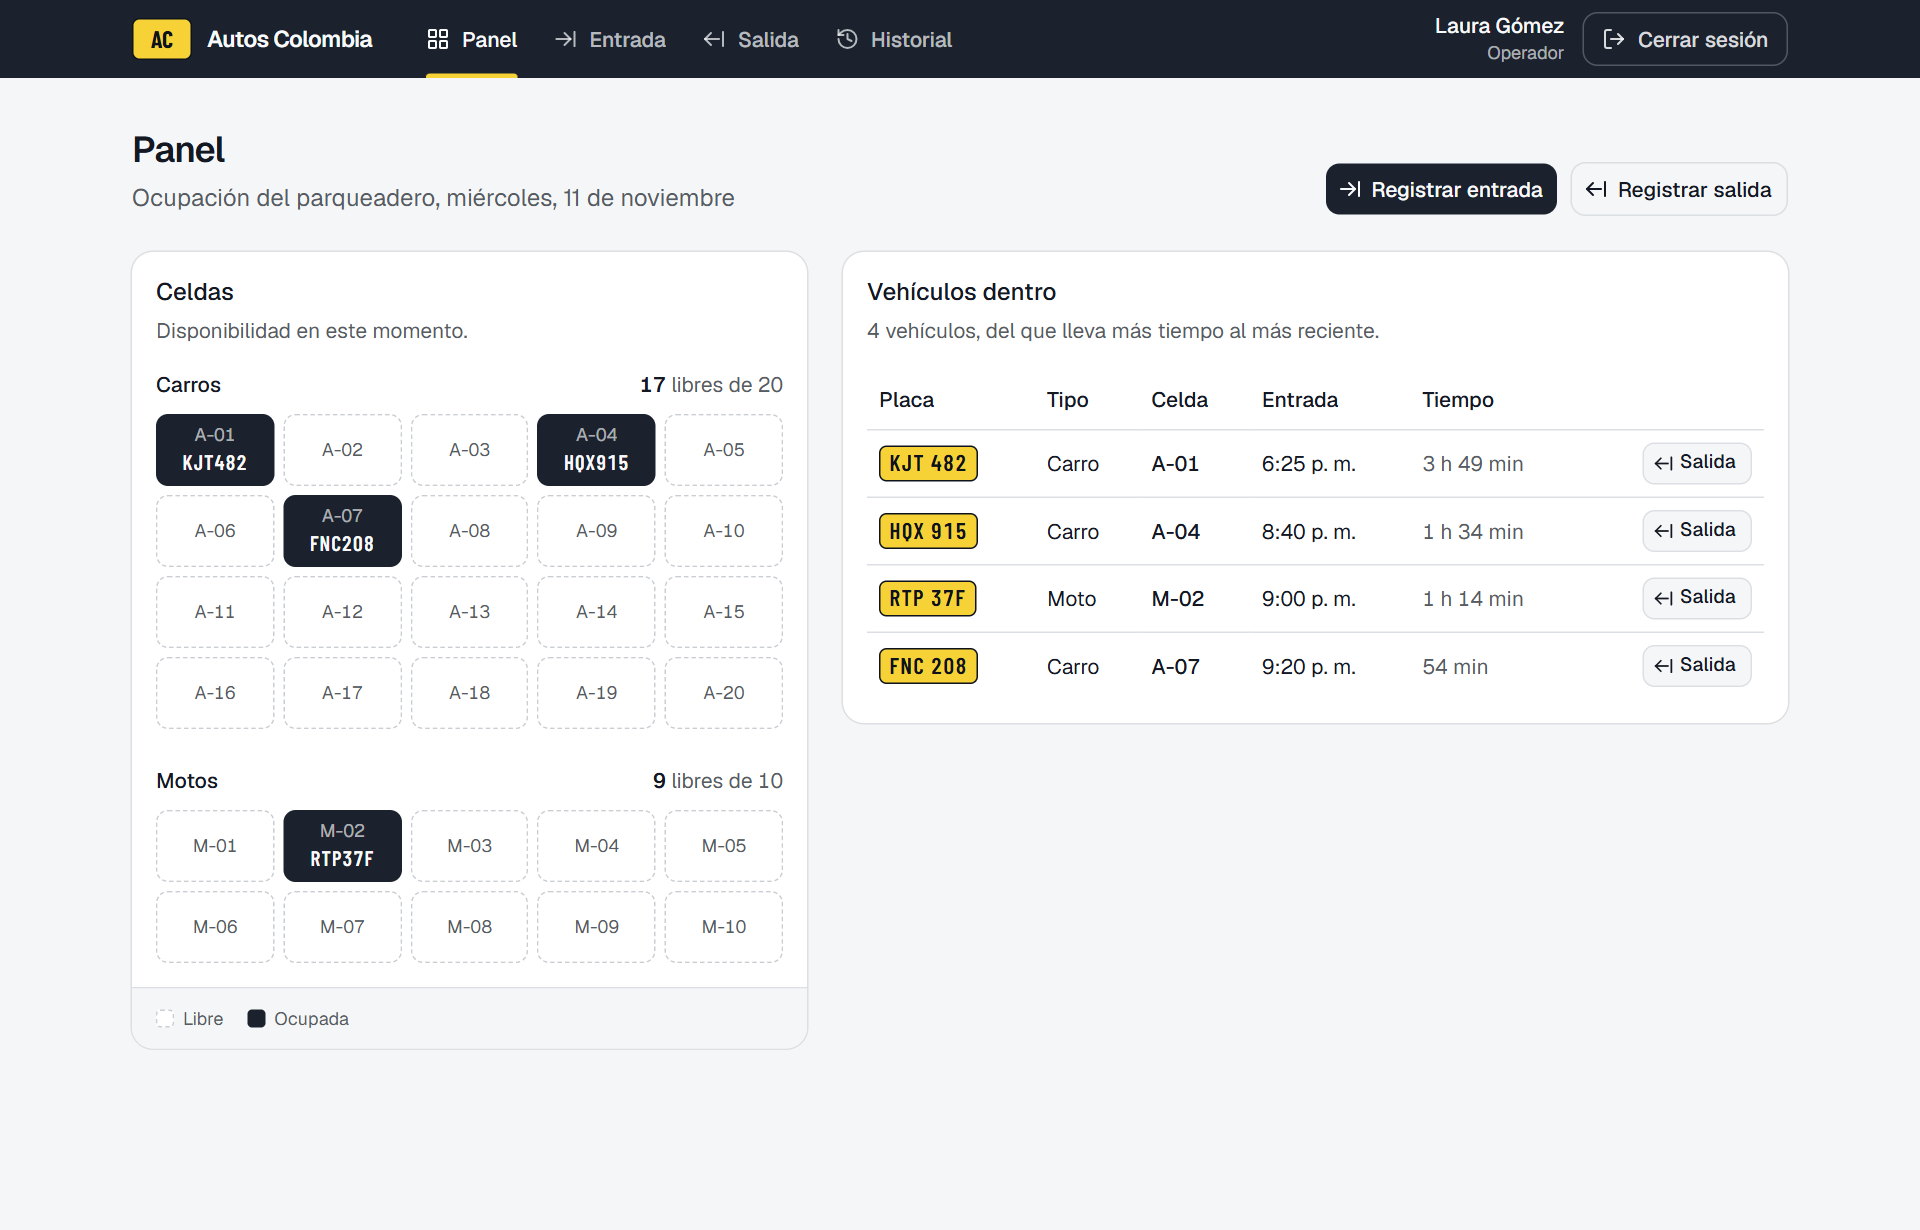 AC Autos Colombia Panel Entrada Salida Historial Laura Gómez Cerrar sesión
Operador
Panel
Ocupación del parqueadero, miércoles, 11 de noviembre
Registrar entrada Registrar salida
Celdas
Disponibilidad en este momento.
Carros 17 libres de 20
A-01 KJT482 A-02 A-03 A-04 HQX915 A-05
A-06 A-07 FNC208 A-08 A-09 A-10
A-11 A-12 A-13 A-14 A-15
A-16 A-17 A-18 A-19 A-20
Motos 9 libres de 10
M-01 M-02 RTP37F M-03 M-04 M-05
M-06 M-07 M-08 M-09 M-10
Libre Ocupada
Vehículos dentro
4 vehículos, del que lleva más tiempo al más reciente.
Placa Tipo Celda Entrada Tiempo
KJT 482 Carro A-01 6:25 p. m. 3 h 49 min Salida
HQX 915 Carro A-04 8:40 p. m. 1 h 34 min Salida
RTP 37F Moto M-02 9:00 p. m. 1 h 14 min Salida
FNC 208 Carro A-07 9:20 p. m. 54 min Salida